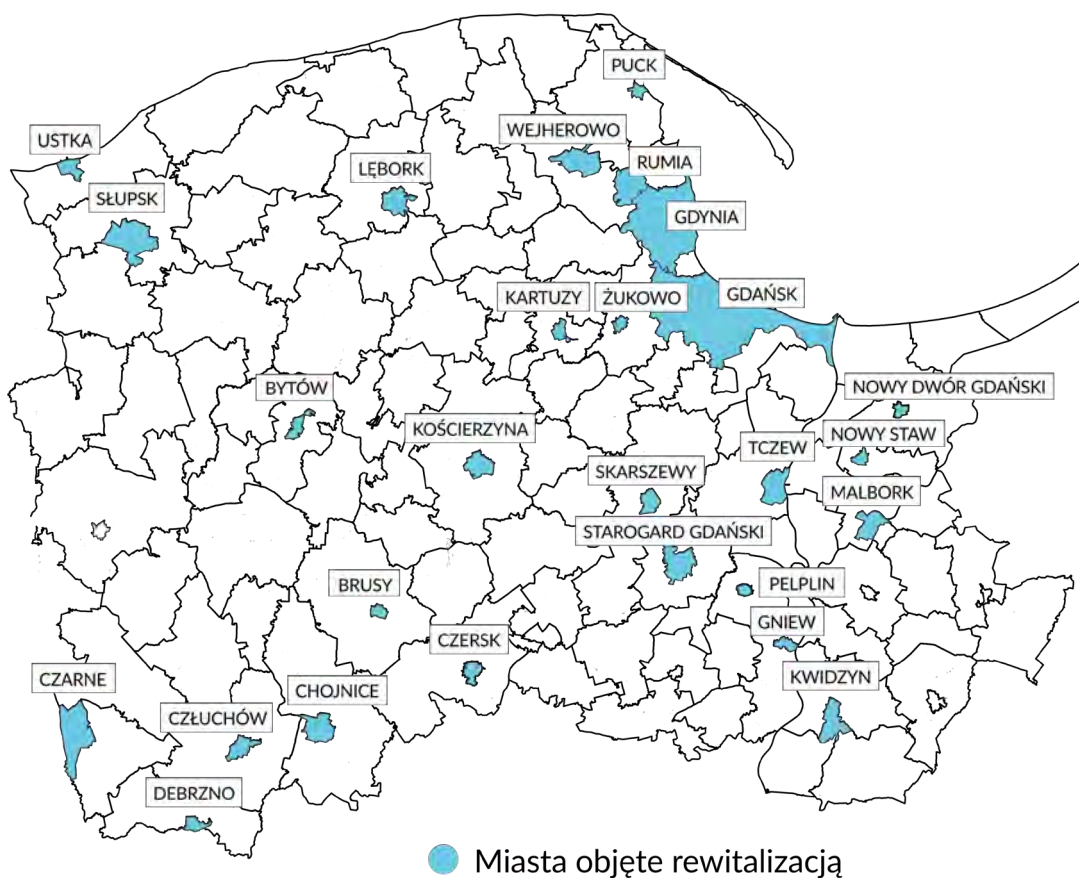 PUCK
WEJHEROWO
USTKA
LĘBORK
RUMIA
SŁUPSK
GDYNIA
KARTUZY
ŻUKOWO
GDAŃSK
BYTÓW
NOWY DWÓR GDAŃSKI
KOŚCIERZYNA
NOWY STAW
TCZEW
SKARSZEWY
MALBORK
STAROGARD GDAŃSKI
BRUSY
PELPLIN
GNIEW
CZERSK
CZARNE
CHOJNICE
KWIDZYN
CZŁUCHÓW
DEBRZNO
Miasta objęte rewitalizacją